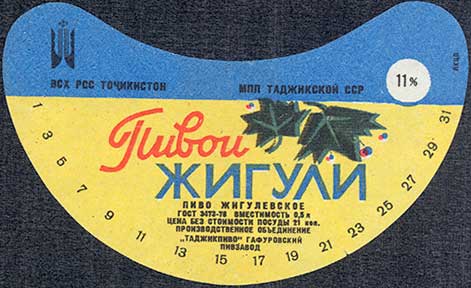 ВСХ РСС ТОҶИКИСТОН
МПП ТАДЖИКСКОЙ ССР
11%
Пивои
ЖИГУЛИ
ПИВО ЖИГУЛЕВСКОЕ
ГОСТ 3473-78 ВМЕСТИМОСТЬ 0,5 л
ЦЕНА БЕЗ СТОИМОСТИ ПОСУДЫ 21 коп.
ПРОИЗВОДСТВЕННОЕ ОБЪЕДИНЕНИЕ
„ТАДЖИКПИВО" ГАФУРОВСКИЙ
ПИВЗАВОД
1 3 5 7 9 11 13 15 17 19 21 23 25 27 29 31